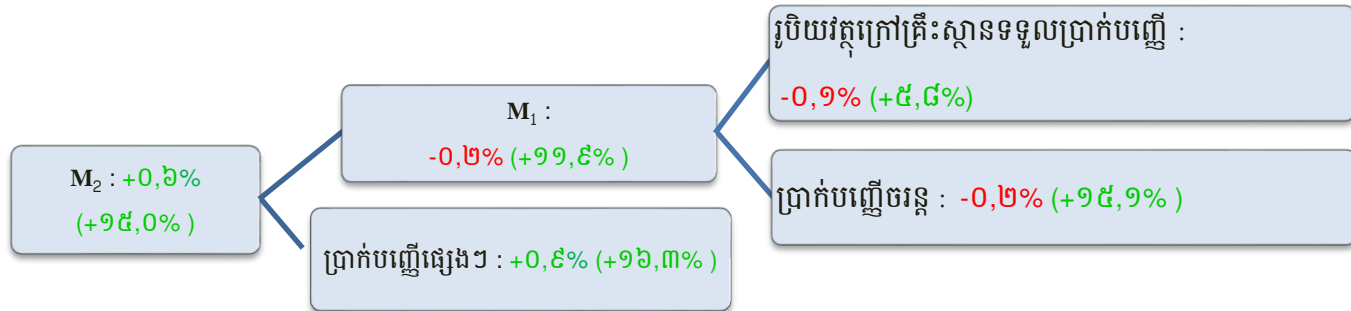 រូបិយវត្ថុក្រៅគ្រឹះស្ថានទទួលប្រាក់បញ្ញើ :
-០,១% (+៥,៨%)
M₁ :
-០,២% (+១១,៩% )
M₂ : +០,៦%
(+១៥,០% )
ប្រាក់បញ្ញើចរន្ត : -០,២% (+១៥,១% )
ប្រាក់បញ្ញើផ្សេងៗ : +០,៩% (+១៦,៣% )